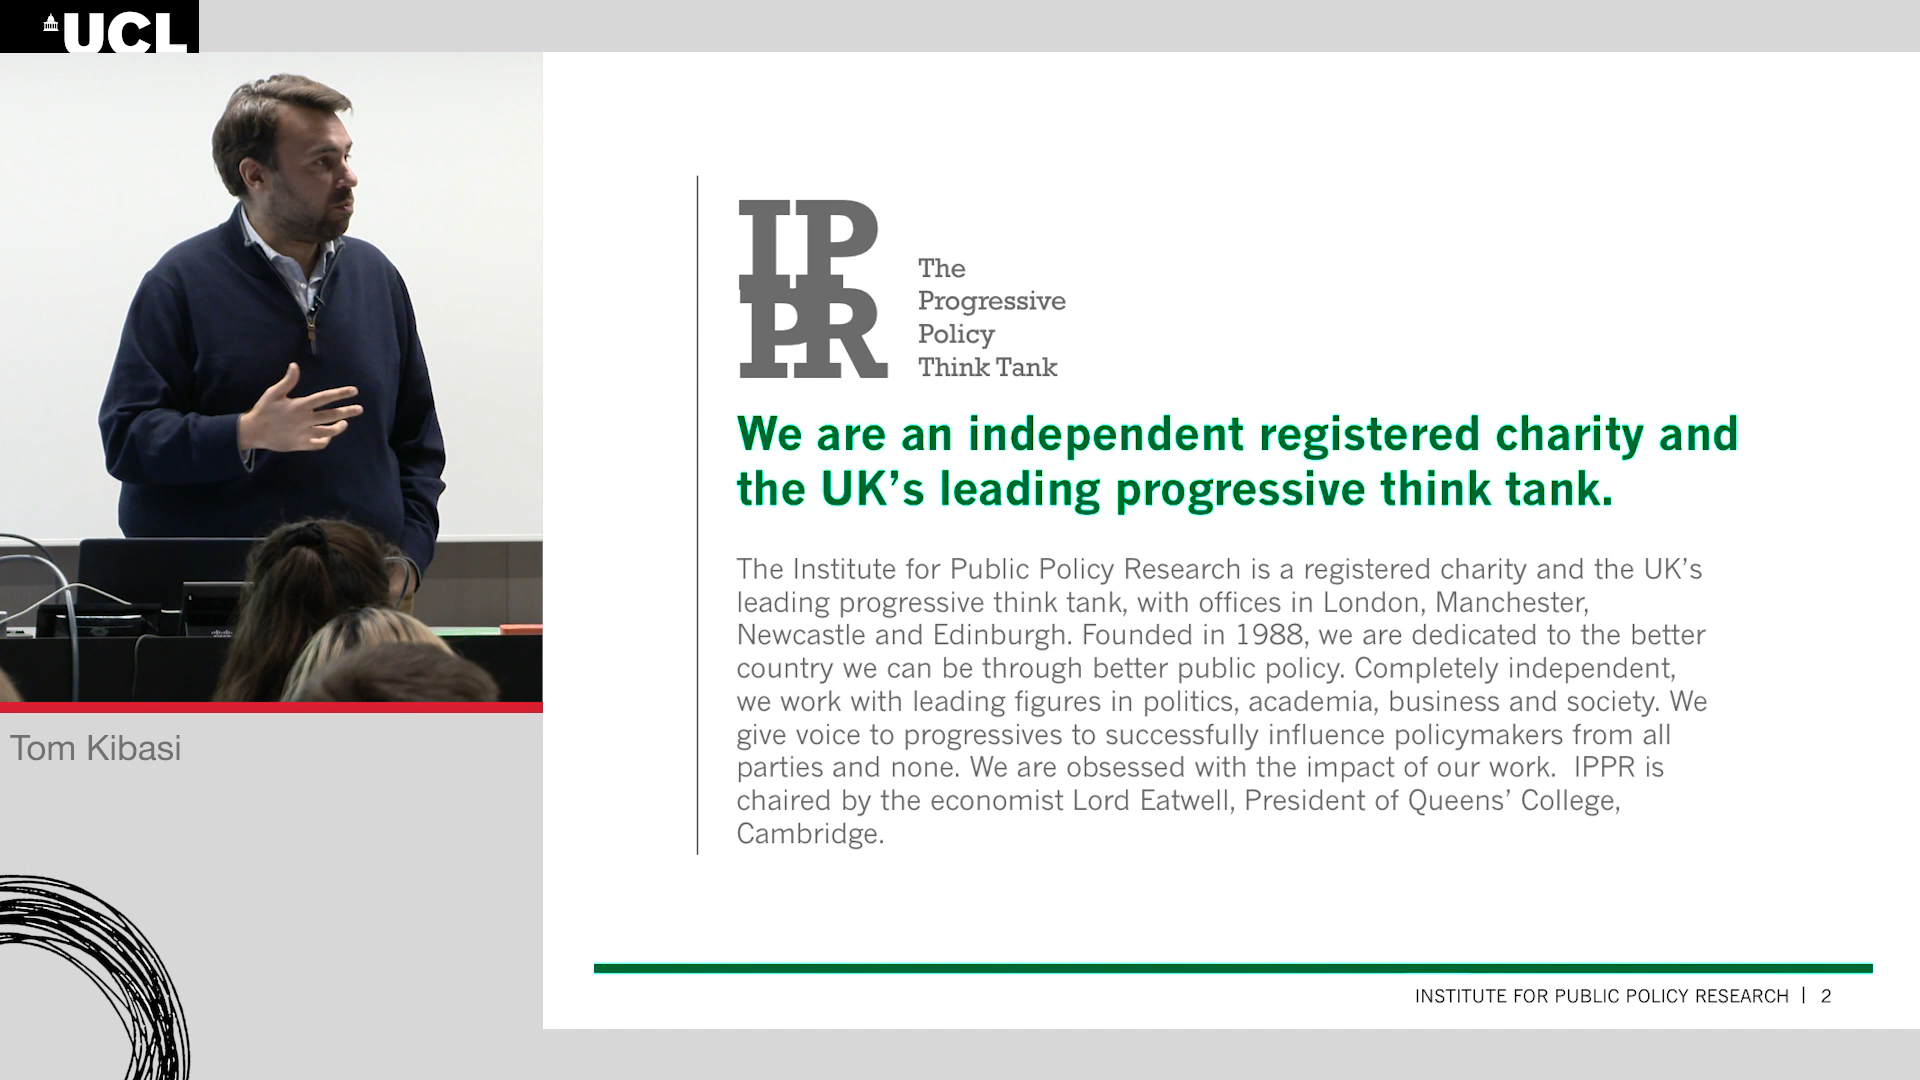 UCL
Tom Kibasi
IP
PR
The
Progressive
Policy
Think Tank
We are an independent registered charity and
the UK’s leading progressive think tank.
The Institute for Public Policy Research is a registered charity and the UK’s
leading progressive think tank, with offices in London, Manchester,
Newcastle and Edinburgh. Founded in 1988, we are dedicated to the better
country we can be through better public policy. Completely independent,
we work with leading figures in politics, academia, business and society. We
give voice to progressives to successfully influence policymakers from all
parties and none. We are obsessed with the impact of our work.  IPPR is
chaired by the economist Lord Eatwell, President of Queens’ College,
Cambridge.
INSTITUTE FOR PUBLIC POLICY RESEARCH | 2